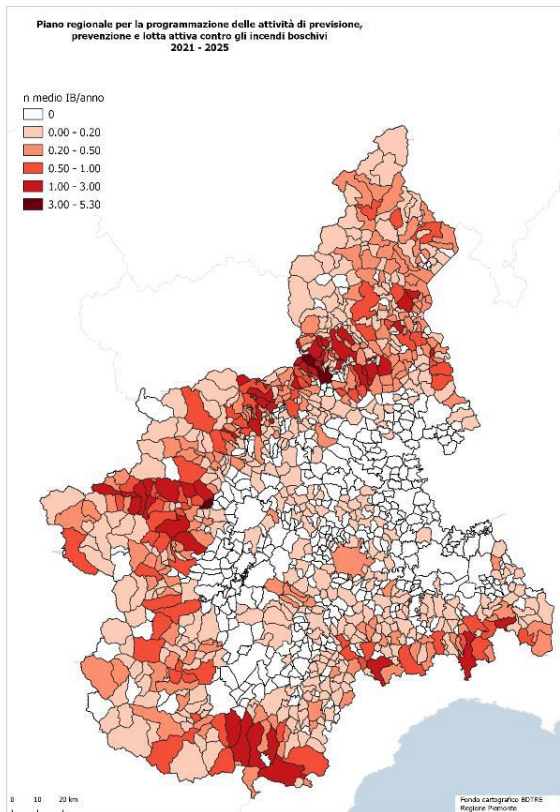 Piano regionale per la programmazione delle attività di previsione,
prevenzione e lotta attiva contro gli incendi boschivi
2021 - 2025
n medio IB/anno
0
0.00 - 0.20
0.20 - 0.50
0.50 - 1.00
1.00 - 3.00
3.00 - 5.30
0 10 20 km
Fondo cartografico BDTRE
Regione Piemonte